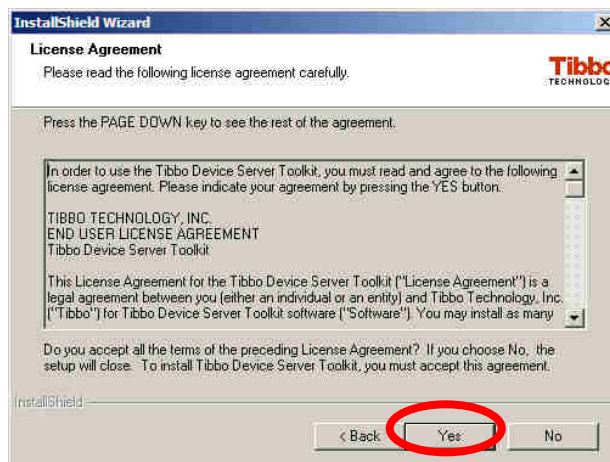 InstallShield Wizard
License Agreement
Please read the following license agreement carefully.
Tibbo
TECHNOLOGY
Press the PAGE DOWN key to see the rest of the agreement.
In order to use the Tibbo Device Server Toolkit, you must read and agree to the following
license agreement. Please indicate your agreement by pressing the YES button.
TIBBO TECHNOLOGY, INC.
END USER LICENSE AGREEMENT
Tibbo Device Server Toolkit
This License Agreement for the Tibbo Device Server Toolkit ("License Agreement") is a
legal agreement between you (either an individual or an entity) and Tibbo Technology, Inc.
("Tibbo") for Tibbo Device Server Toolkit software ("Software"). You may install as many
Do you accept all the terms of the preceding License Agreement? If you choose No, the
setup will close. To install Tibbo Device Server Toolkit, you must accept this agreement.
InstallShield
< Back
Yes
No